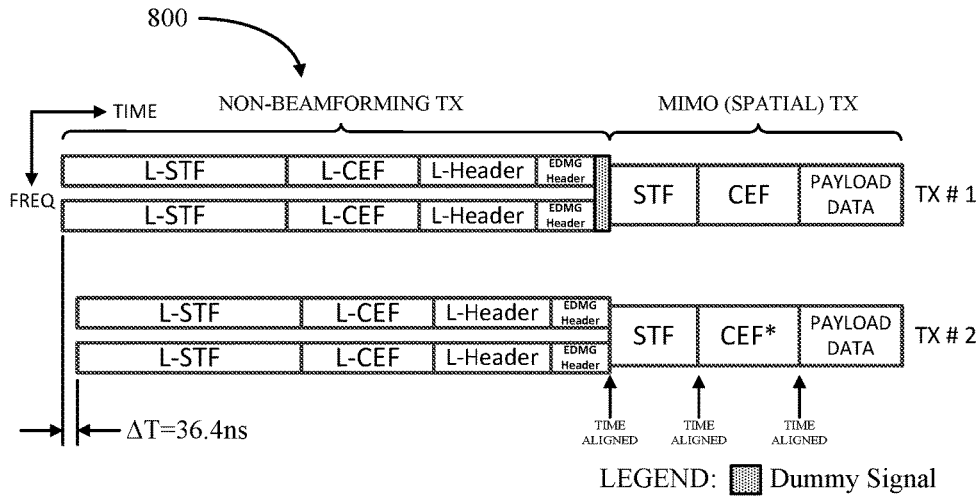 800
NON-BEAMFORMING TX
MIMO (SPATIAL) TX
TIME
FREQ
L-STF L-CEF L-Header EDMG Header
L-STF L-CEF L-Header EDMG Header
STF CEF PAYLOAD DATA
TX # 1
L-STF L-CEF L-Header EDMG Header
L-STF L-CEF L-Header EDMG Header
STF CEF* PAYLOAD DATA
TX # 2
TIME ALIGNED
TIME ALIGNED
TIME ALIGNED
ΔT=36.4ns
LEGEND: Dummy Signal